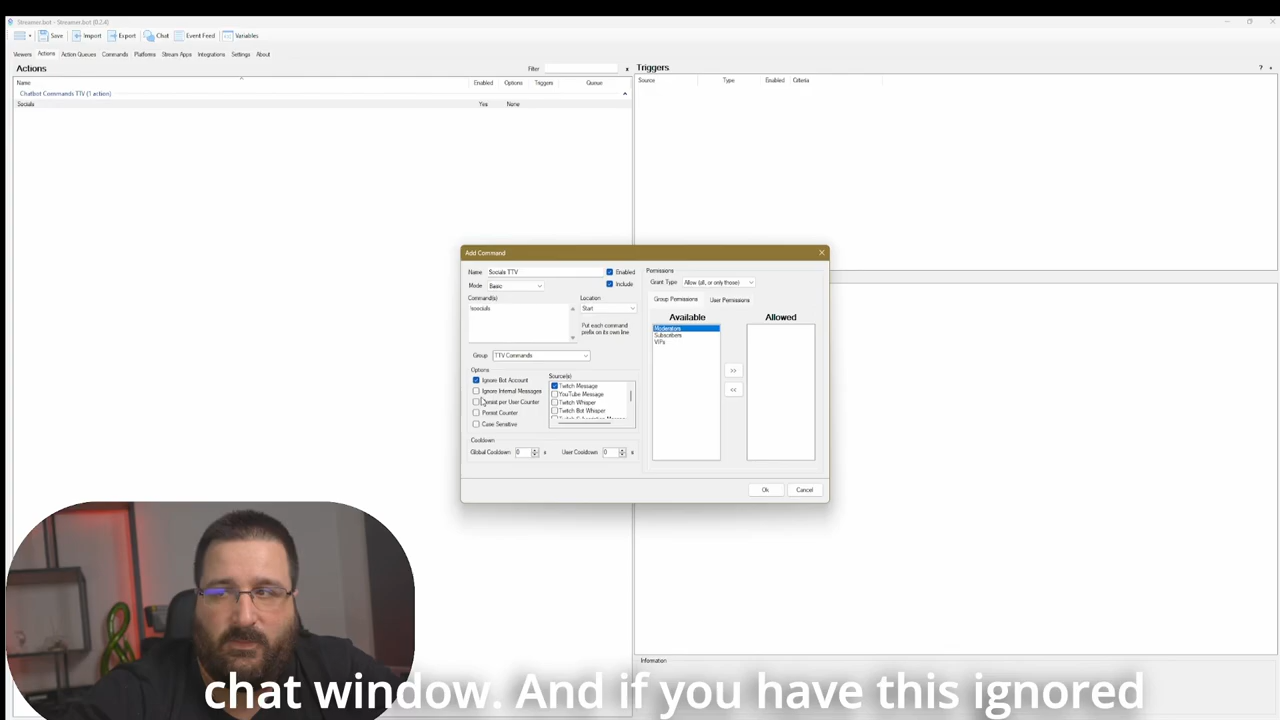 Streamer.bot - Streamer.bot (0.2.4)
Save Import Export Chat Event Feed Variables
Viewers Actions Action Queues Commands Platforms Stream Apps Integrations Settings About
Actions Filter x Triggers ?
Name Enabled Options Triggers Queue Source Type Enabled Criteria
Chatbot Commands TTV (1 action)
Socials Yes None
Add Command
Name Socials TTV Enabled
Mode Basic Include
Command(s) Location
!socials Start
Put each command
prefix on its own line
Group TTV Commands
Options Source(s)
Ignore Bot Account Twitch Message
Ignore Internal Messages YouTube Message
Persist per User Counter Twitch Whisper
Persist Counter Twitch Bot Whisper
Case Sensitive
Cooldown
Global Cooldown 0 s User Cooldown 0 s
Permissions
Grant Type Allow (all, or only those)
Group Permissions User Permissions
Available Allowed
Moderators
Subscribers
VIPs
>>
<<
Ok Cancel
Information
chat window. And if you have this ignored